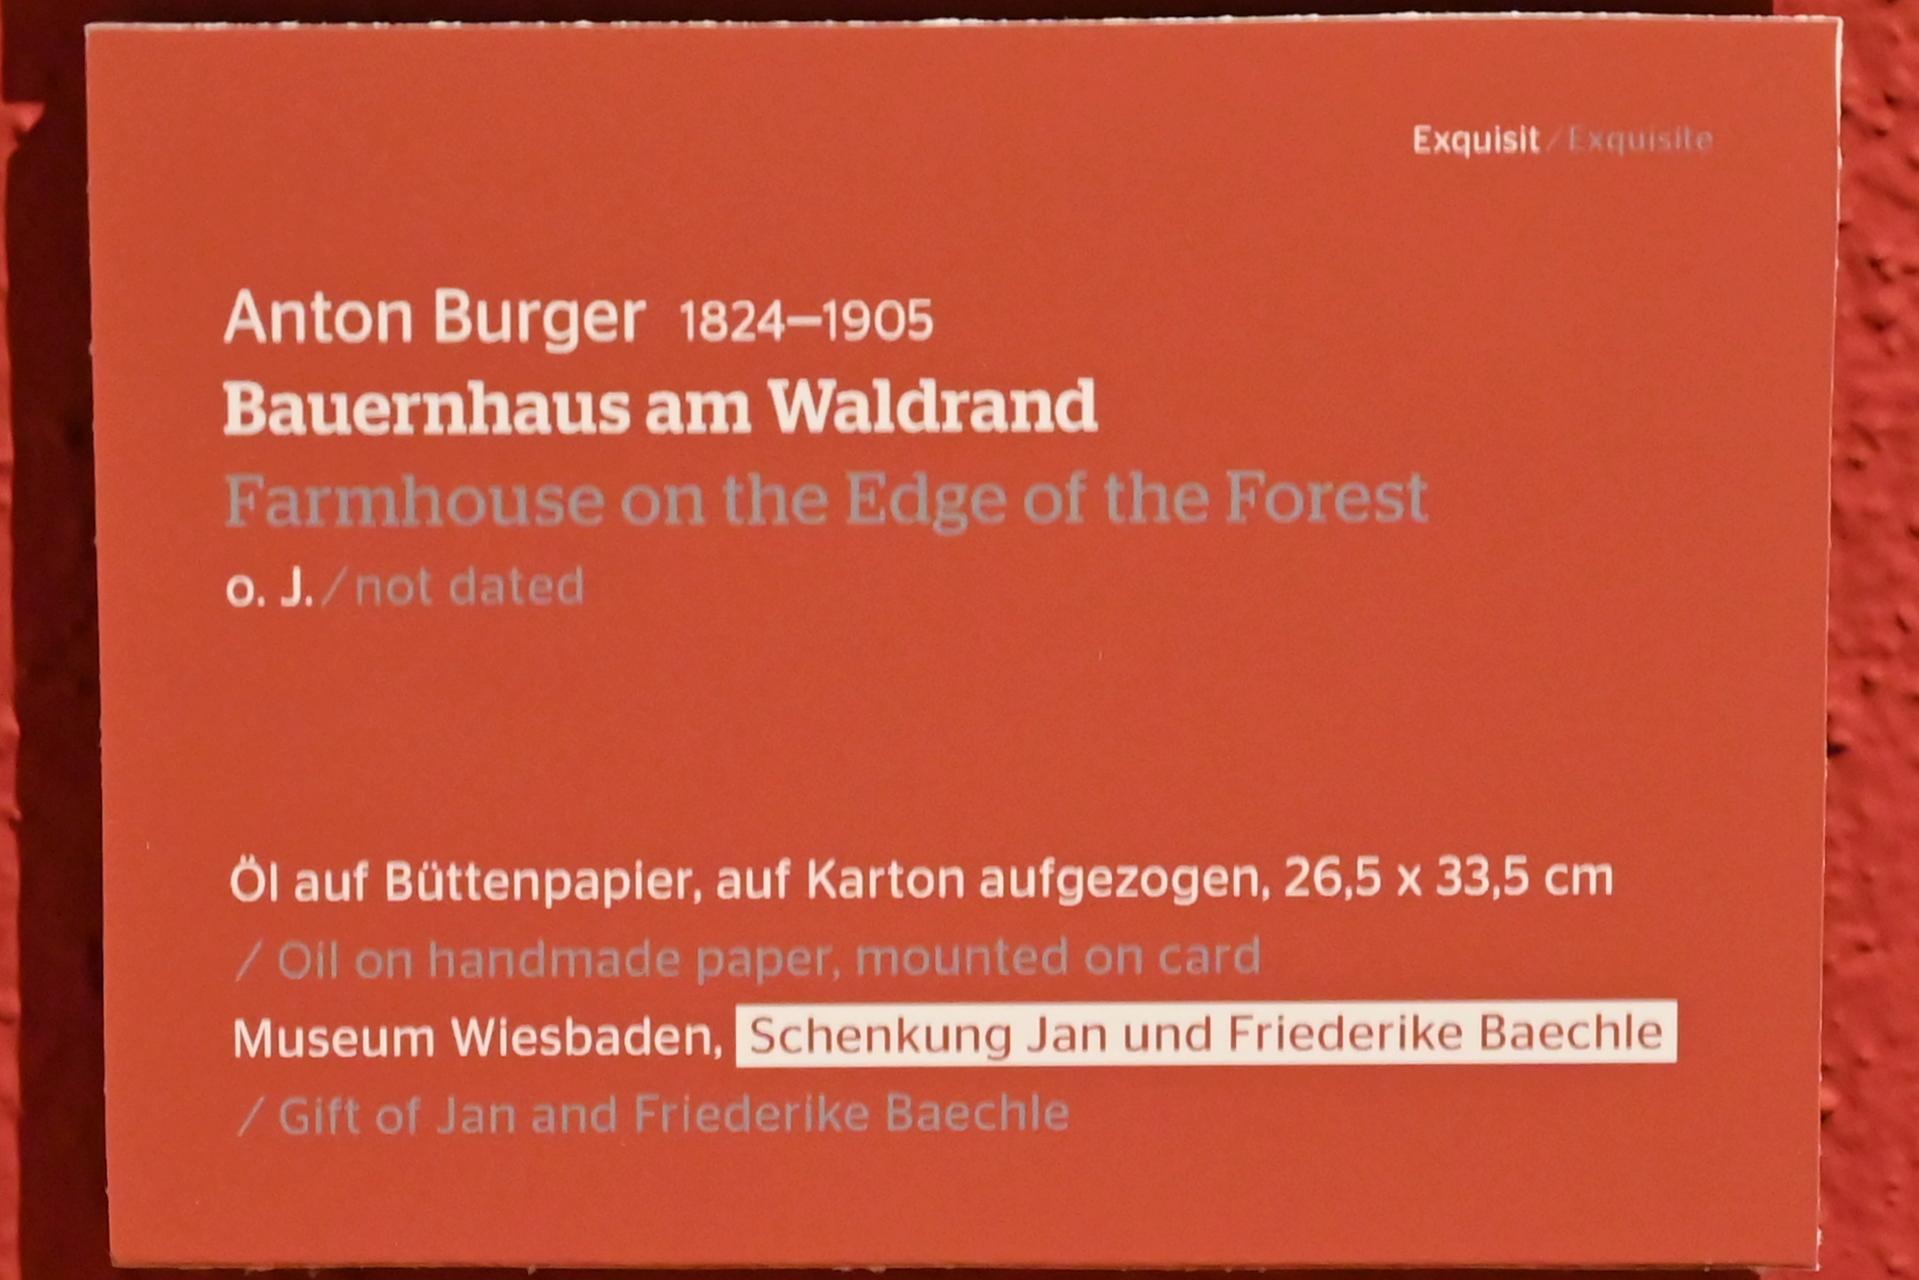 Exquisit / Exquisite
Anton Burger 1824–1905
Bauernhaus am Waldrand
Farmhouse on the Edge of the Forest
o. J. / not dated
Öl auf Büttenpapier, auf Karton aufgezogen, 26,5 x 33,5 cm
/ Oil on handmade paper, mounted on card
Museum Wiesbaden, Schenkung Jan und Friederike Baechle
/ Gift of Jan and Friederike Baechle